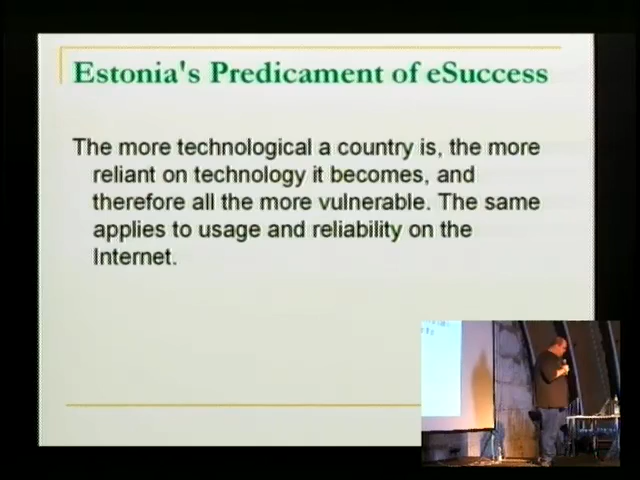 Estonia's Predicament of eSuccess
The more technological a country is, the more
reliant on technology it becomes, and
therefore all the more vulnerable. The same
applies to usage and reliability on the
Internet.